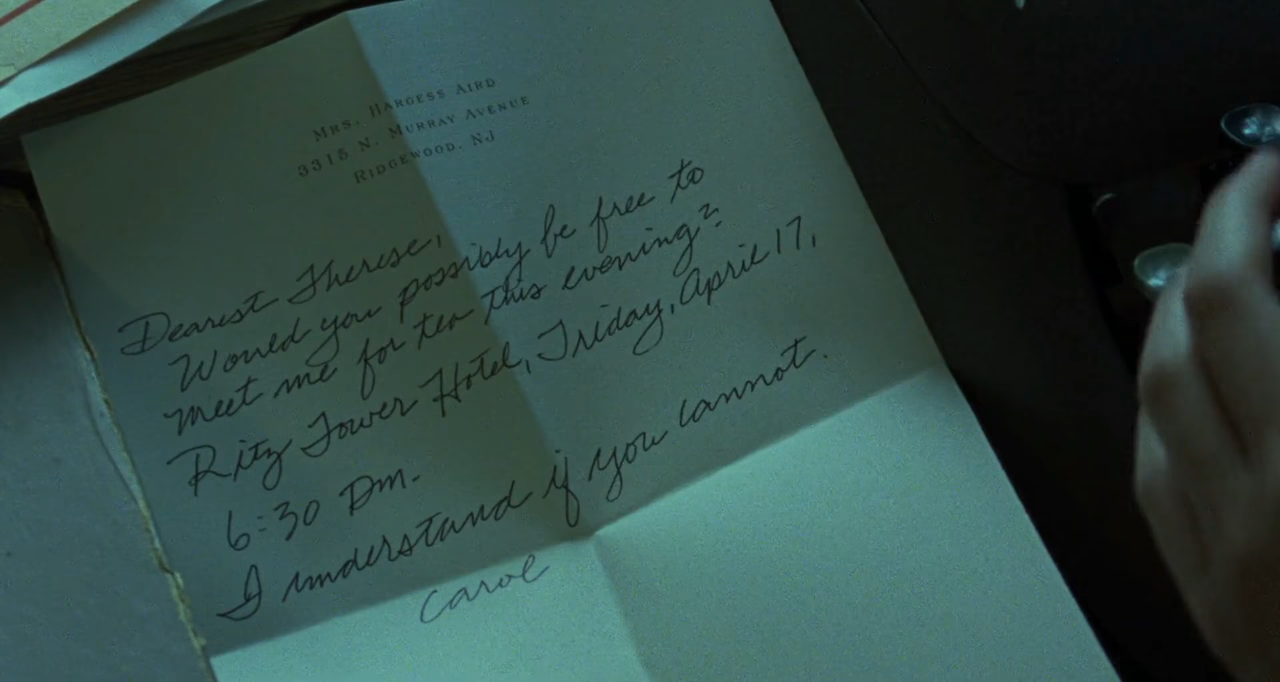 MRS. HARGESS AIRD
3315 N. MURRAY AVENUE
RIDGEWOOD, NJ
Dearest Therese,
Would you possibly be free to
meet me for tea this evening?
Ritz Tower Hotel, Friday, April 17,
6:30 pm.
I understand if you cannot.
Carol